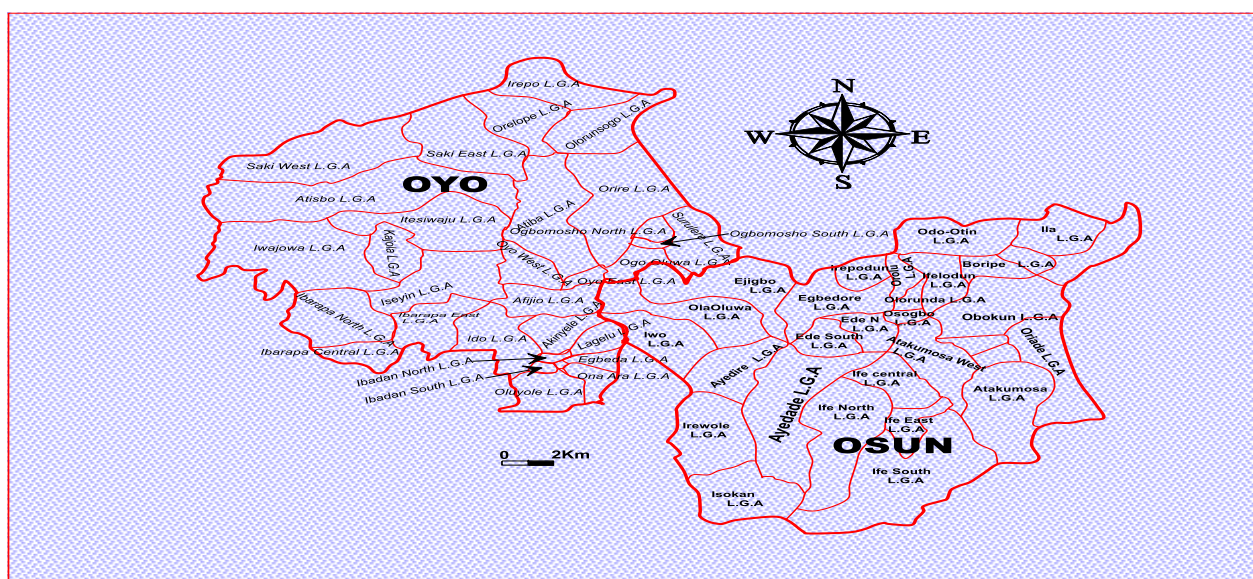 N
W
E
S
Irepo L.G.A
Orelope L.G.A
Olorunsogo L.G.A
Saki East L.G.A
Saki West L.G.A
OYO
Atisbo L.G.A
Orire L.G.A
Itesiwaju L.G.A
Atiba L.G.A
Surulere L.G.A
Ogbomosho North L.G.A
Ogbomosho South L.G.A
Iwajowa L.G.A
Kajola L.G.A
Oyo West L.G.A
Ogo Oluwa L.G.A
Oyo East L.G.A
Iseyin L.G.A
Afijio L.G.A
Ibarapa North L.G.A
Ibarapa East
L.G.A
Akinyele L.G.A
Lagelu L.G.A
Ido L.G.A
Ibarapa Central L.G.A
Egbeda L.G.A
Ibadan North L.G.A
Ona Ara L.G.A
Ibadan South L.G.A
Oluyole L.G.A
0 2Km
Odo-Otin
L.G.A
Ila
L.G.A
Irepodun
L.G.A
Orolu
L.G.A
Ifelodun
L.G.A
Boripe L.G.A
Ejigbo
L.G.A
Egbedore
L.G.A
Olorunda L.G.A
OlaOluwa
L.G.A
Ede N
L.G.A
Osogbo
L.G.A
Obokun L.G.A
Iwo
L.G.A
Ede South
L.G.A
Atakumosa West
L.G.A
Oriade L.G.A
Ayedire L.G.A
Ife central
L.G.A
Atakumosa
L.G.A
Ayedade L.G.A
Ife North
L.G.A
Ife East
L.G.A
Irewole
L.G.A
OSUN
Ife South
L.G.A
Isokan
L.G.A